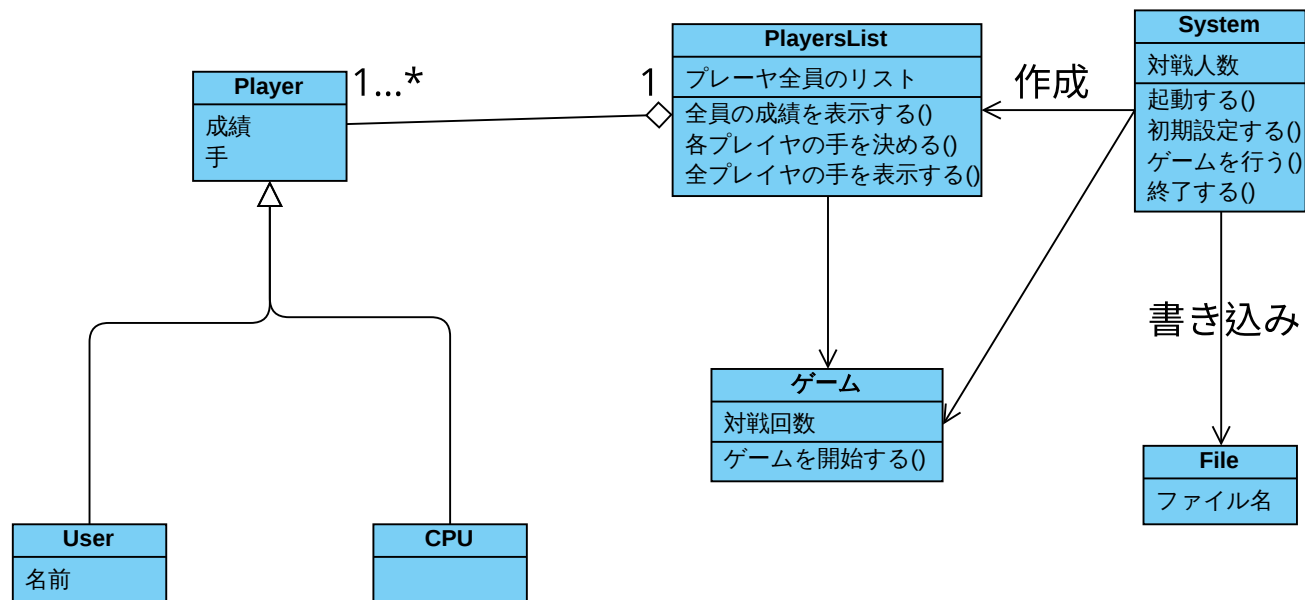 Player
成績
手
1...*
1
PlayersList
プレーヤ全員のリスト
全員の成績を表示する()
各プレイヤの手を決める()
全プレイヤの手を表示する()
作成
System
対戦人数
起動する()
初期設定する()
ゲームを行う()
終了する()
書き込み
ゲーム
対戦回数
ゲームを開始する()
File
ファイル名
User
名前
CPU